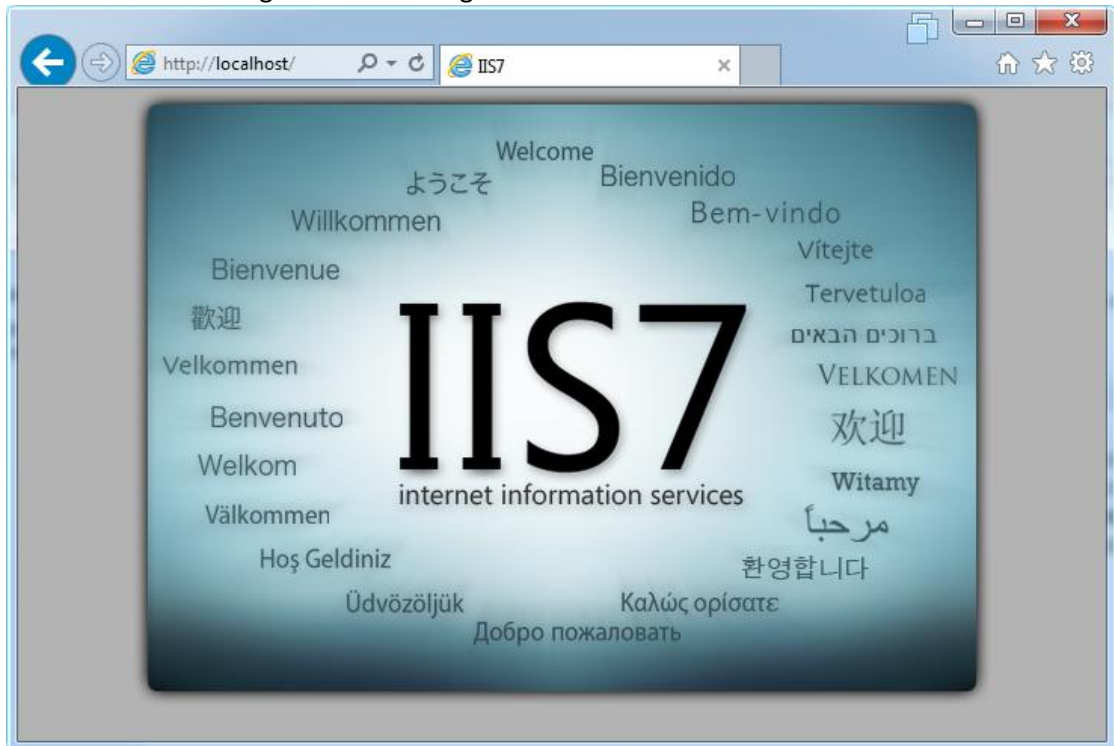 http://localhost/
IIS7
Welcome
ようこそ
Bienvenido
Willkommen
Bem-vindo
Vítejte
Bienvenue
Tervetuloa
歡迎
ברוכים הבאים
Velkommen
VELKOMEN
Benvenuto
欢迎
Welkom
Witamy
Välkommen
مرحباً
Hoş Geldiniz
환영합니다
Üdvözöljük
Καλώς ορίσατε
Добро пожаловать
IIS7
internet information services